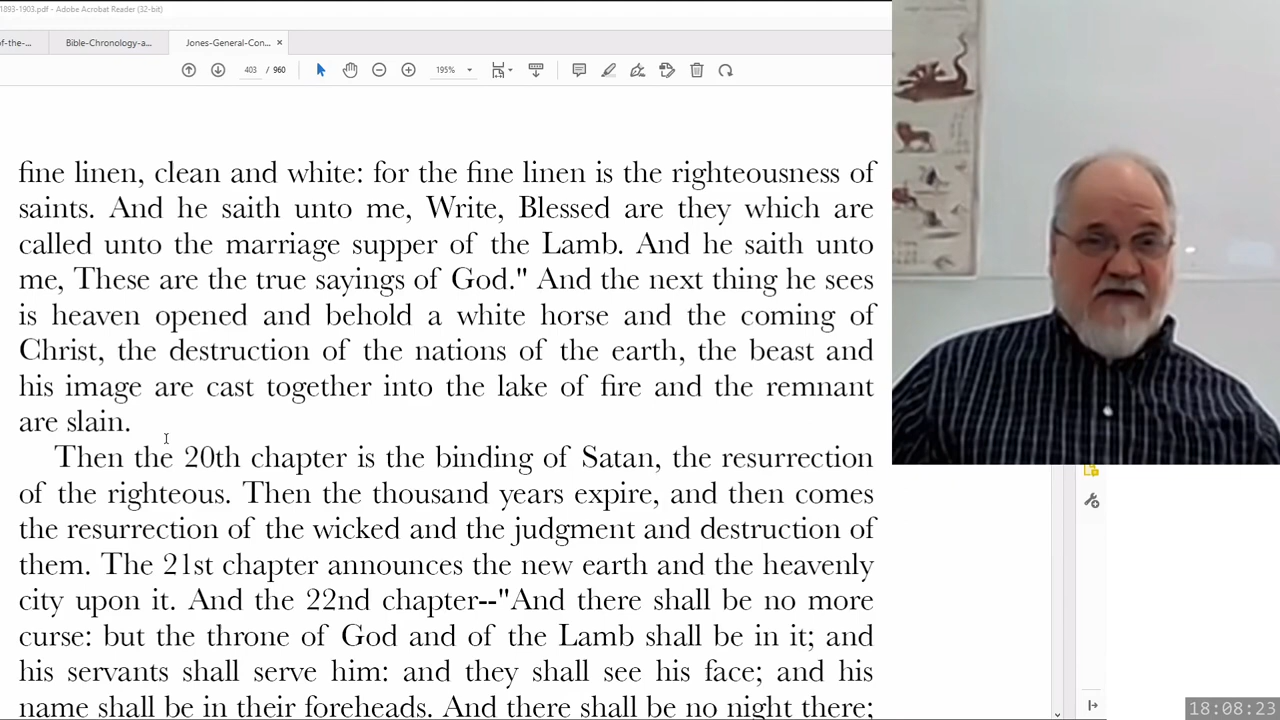 1893-1903.pdf - Adobe Acrobat Reader (32-bit)
of-the-... Bible-Chronology-a... Jones-General-Con... ×
403 / 960 195%
fine linen, clean and white: for the fine linen is the righteousness of
saints. And he saith unto me, Write, Blessed are they which are
called unto the marriage supper of the Lamb. And he saith unto
me, These are the true sayings of God." And the next thing he sees
is heaven opened and behold a white horse and the coming of
Christ, the destruction of the nations of the earth, the beast and
his image are cast together into the lake of fire and the remnant
are slain.
Then the 20th chapter is the binding of Satan, the resurrection
of the righteous. Then the thousand years expire, and then comes
the resurrection of the wicked and the judgment and destruction of
them. The 21st chapter announces the new earth and the heavenly
city upon it. And the 22nd chapter--"And there shall be no more
curse: but the throne of God and of the Lamb shall be in it; and
his servants shall serve him: and they shall see his face; and his
name shall be in their foreheads. And there shall be no night there;
18:08:23